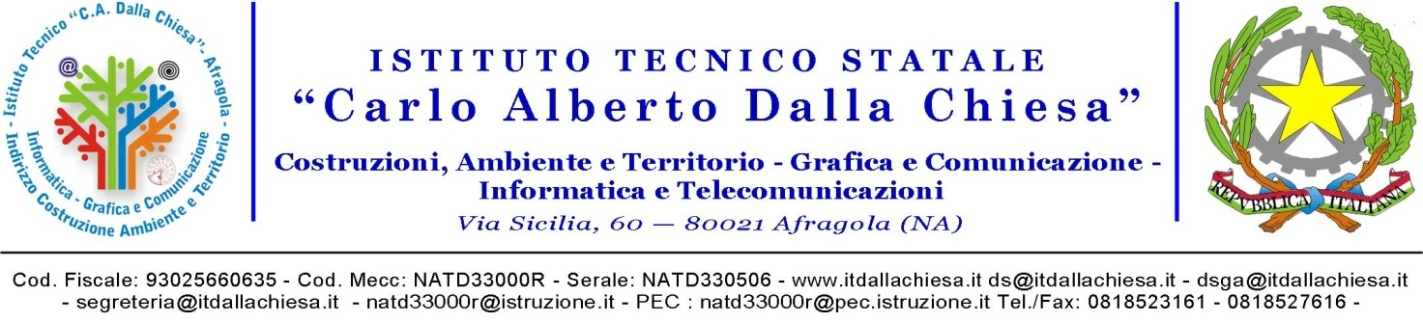 - Istituto Tecnico “C.A. Dalla Chiesa”- Afragola -
Indirizzo Costruzione Ambiente e Territorio
Informatica - Grafica e Comunicazione
@
ISTITUTO TECNICO STATALE
“Carlo Alberto Dalla Chiesa”
Costruzioni, Ambiente e Territorio - Grafica e Comunicazione -
Informatica e Telecomunicazioni
Via Sicilia, 60 — 80021 Afragola (NA)
REPVBBLICA ITALIANA
Cod. Fiscale: 93025660635 - Cod. Mecc: NATD33000R - Serale: NATD330506 - www.itdallachiesa.it ds@itdallachiesa.it - dsga@itdallachiesa.it
- segreteria@itdallachiesa.it - natd33000r@istruzione.it - PEC : natd33000r@pec.istruzione.it Tel./Fax: 0818523161 - 0818527616 -